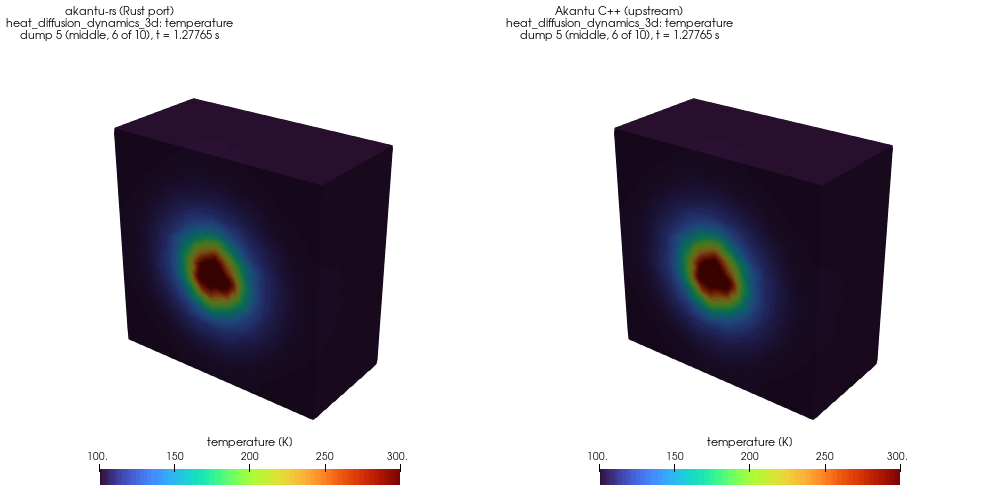 akantu-rs (Rust port)
heat_diffusion_dynamics_3d: temperature
dump 5 (middle, 6 of 10), t = 1.27765 s
Akantu C++ (upstream)
heat_diffusion_dynamics_3d: temperature
dump 5 (middle, 6 of 10), t = 1.27765 s
temperature (K)
100. 150 200 250 300.
temperature (K)
100. 150 200 250 300.